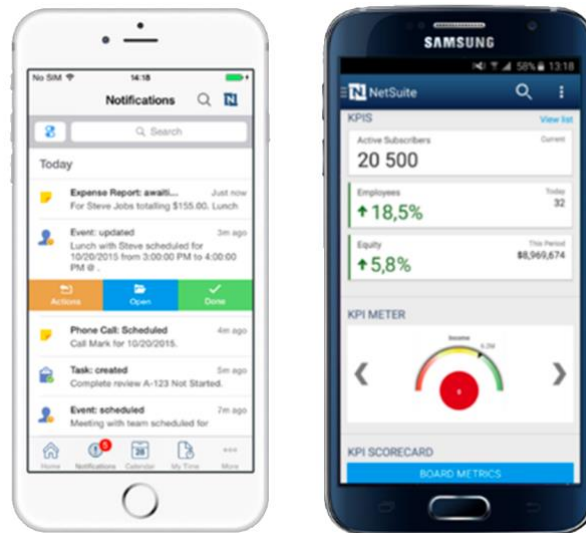 No SIM 14:18
Notifications
Search
Today
Expense Report: awaiti... Just now
For Steve Jobs totalling $155.00. Lunch
Event: updated 3m ago
Lunch with Steve scheduled for
10/20/2015 from 3:00:00 PM to 4:00:00
PM @ .
Actions Open Done
Phone Call: Scheduled 4m ago
Call Mark for 10/20/2015.
Task: created 5m ago
Complete review A-123 Not Started.
Event: scheduled 7m ago
Meeting with team scheduled for
5
28
Home Notifications Calendar My Time More
SAMSUNG
58% 13:18
N NetSuite
KPIS View list
Active Subscribers Current
20 500
Employees Today
18,5% 32
Equity This Period
5,8% $8,969,674
KPI METER
Income
KPI SCORECARD
BOARD METRICS